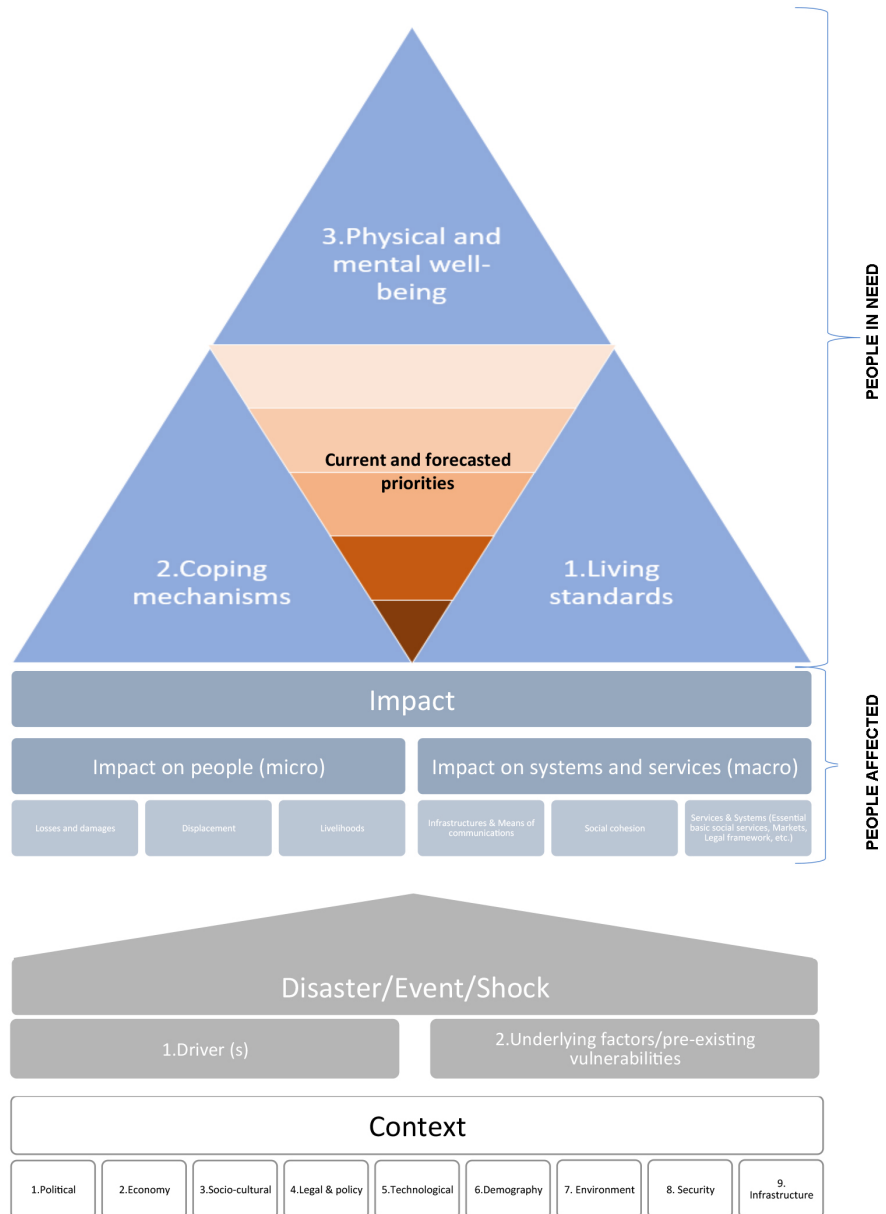 3.Physical and
mental well-
being
PEOPLE IN NEED
Current and forecasted
priorities
2.Coping
mechanisms
1.Living
standards
Impact
Impact on people (micro)
Impact on systems and services (macro)
Losses and damages
Displacement
Livelihoods
Infrastructures & Means of
communications
Social cohesion
Services & Systems (Essential
basic social services, Markets,
Legal framework, etc.)
PEOPLE AFFECTED
Disaster/Event/Shock
1.Driver (s)
2.Underlying factors/pre-existing
vulnerabilities
Context
1.Political
2.Economy
3.Socio-cultural
4.Legal & policy
5.Technological
6.Demography
7. Environment
8. Security
9.
Infrastructure